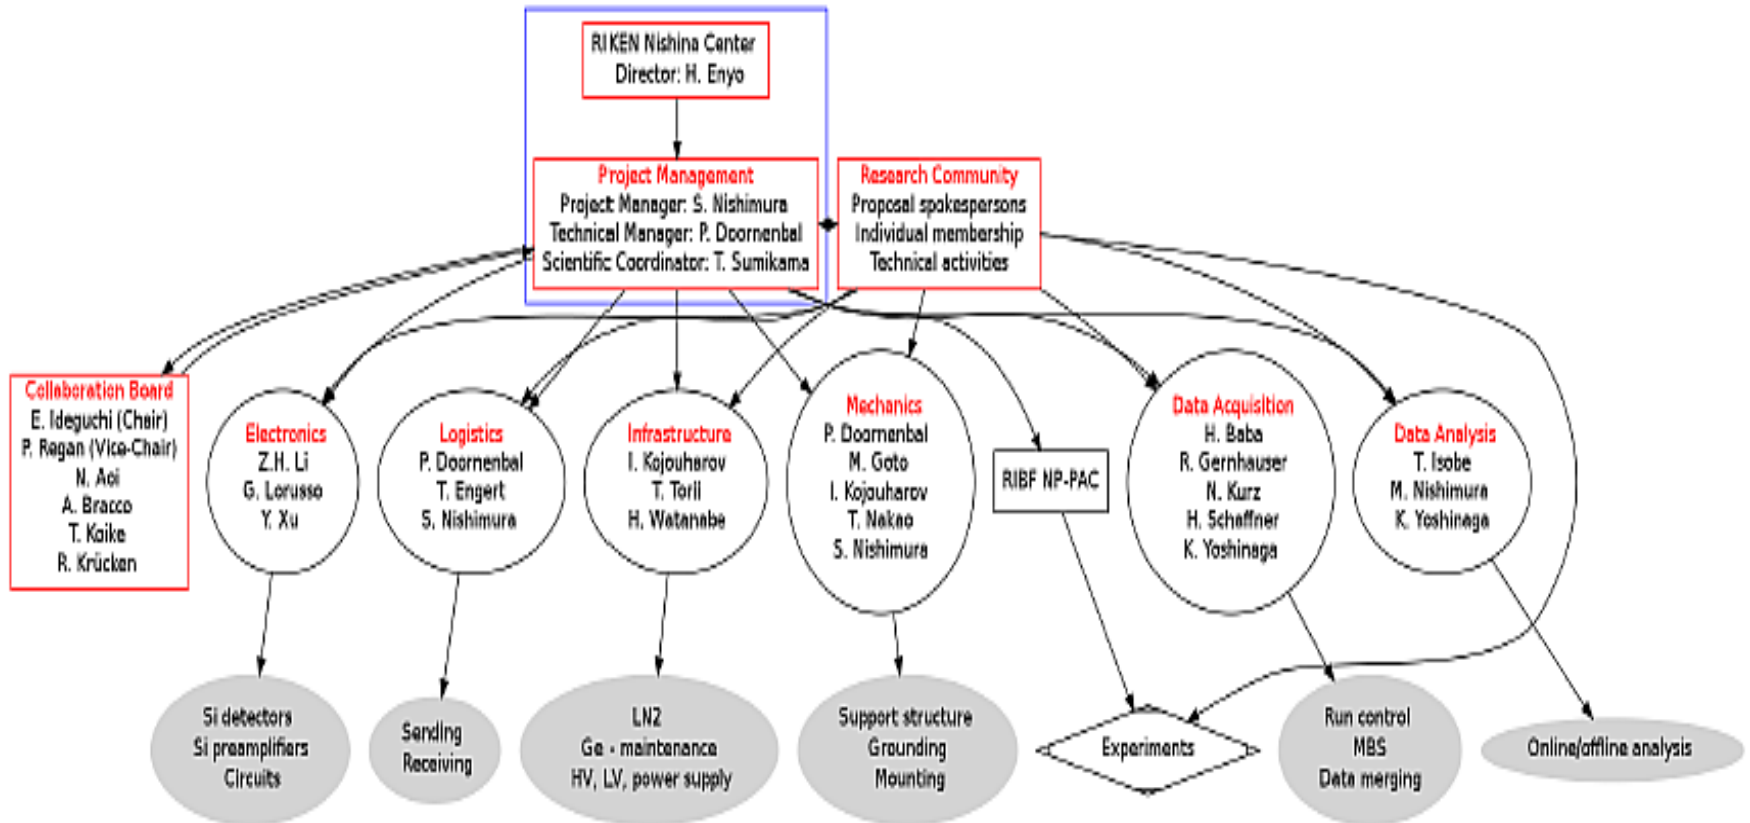 RIKEN Nishina Center
Director: H. Enyo
Project Management
Project Manager: S. Nishimura
Technical Manager: P. Doornenbal
Scientific Coordinator: T. Sumikama
Research Community
Proposal spokespersons
Individual membership
Technical activities
Collaboration Board
E. Ideguchi (Chair)
P. Regan (Vice-Chair)
N. Aoi
A. Bracco
T. Koike
R. Krücken
Electronics
Z.H. Li
G. Lorusso
Y. Xu
Logistics
P. Doornenbal
T. Engert
S. Nishimura
Infrastructure
I. Kojouharov
T. Torii
H. Watanabe
Mechanics
P. Doornenbal
M. Goto
I. Kojouharov
T. Nakao
S. Nishimura
RIBF NP-PAC
Data Acquisition
H. Baba
R. Gernhauser
N. Kurz
H. Schaffner
K. Yoshinaga
Data Analysis
T. Isobe
M. Nishimura
K. Yoshinaga
Si detectors
Si preamplifiers
Circuits
Sending
Receiving
LN2
Ge - maintenance
HV, LV, power supply
Support structure
Grounding
Mounting
Experiments
Run control
MBS
Data merging
Online/offline analysis